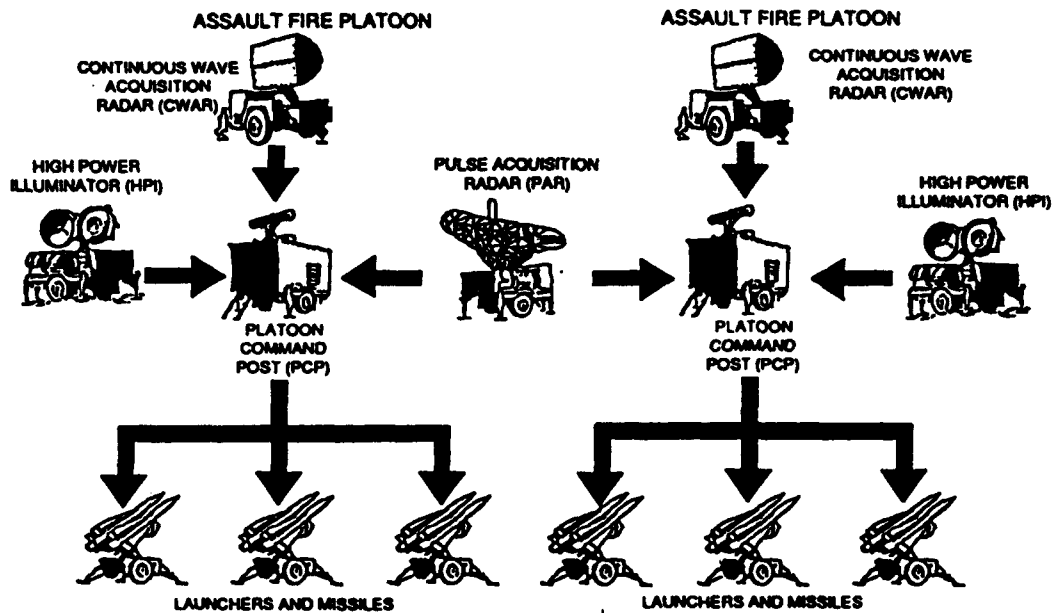 ASSAULT FIRE PLATOON
CONTINUOUS WAVE
ACQUISITION
RADAR (CWAR)
HIGH POWER
ILLUMINATOR (HPI)
PULSE ACQUISITION
RADAR (PAR)
PLATOON
COMMAND
POST (PCP)
LAUNCHERS AND MISSILES
ASSAULT FIRE PLATOON
CONTINUOUS WAVE
ACQUISITION
RADAR (CWAR)
HIGH POWER
ILLUMINATOR (HPI)
PLATOON
COMMAND
POST (PCP)
LAUNCHERS AND MISSILES